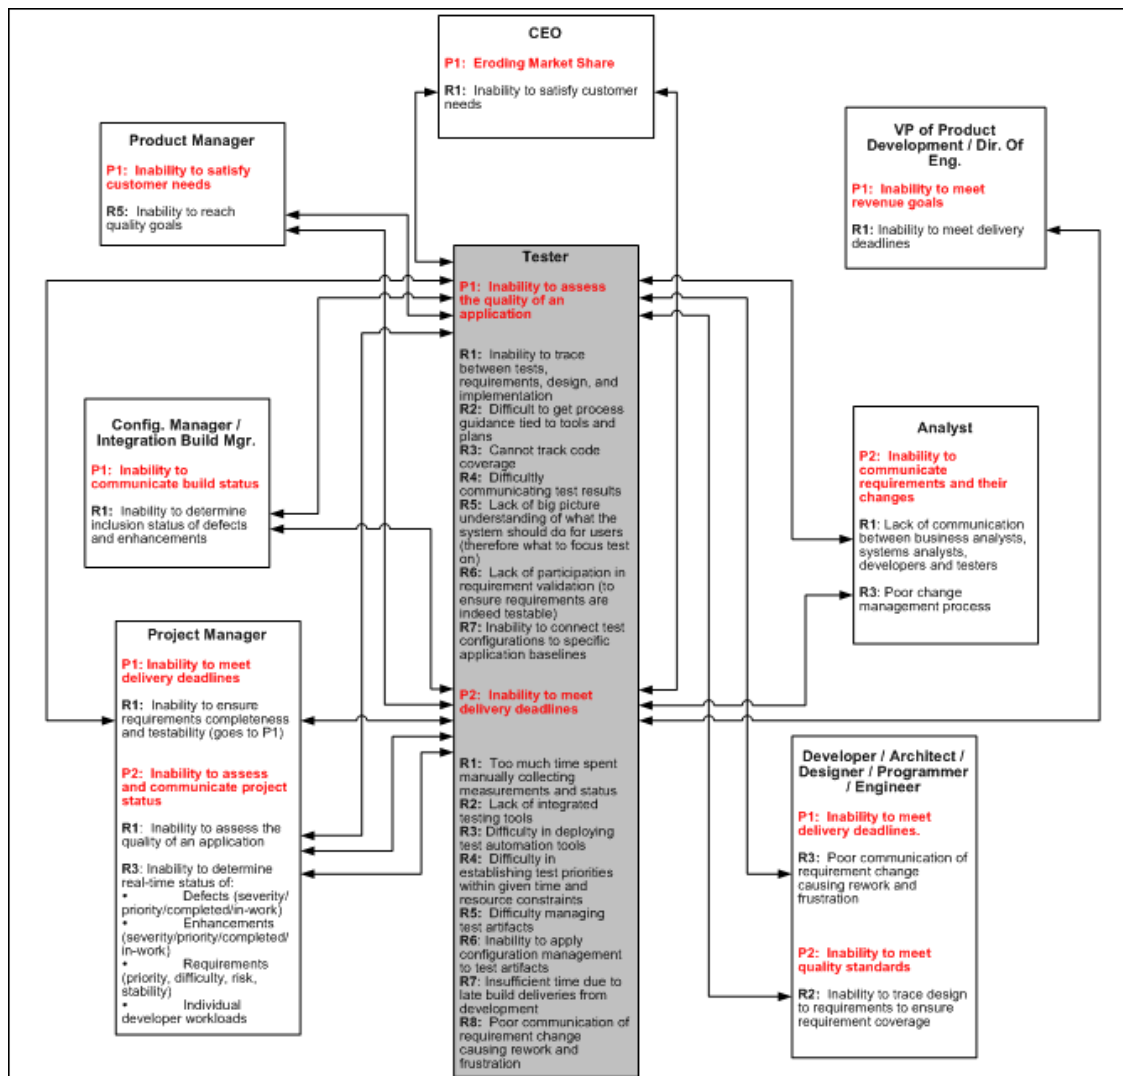 CEO
P1: Eroding Market Share
R1: Inability to satisfy customer
needs
Product Manager
P1: Inability to satisfy
customer needs
R5: Inability to reach
quality goals
VP of Product
Development / Dir. Of
Eng.
P1: Inability to meet
revenue goals
R1: Inability to meet delivery
deadlines
Tester
P1: Inability to assess
the quality of an
application
R1: Inability to trace
between tests,
requirements, design, and
implementation
R2: Difficult to get process
guidance tied to tools and
plans
R3: Cannot track code
coverage
R4: Difficultly
communicating test results
R5: Lack of big picture
understanding of what the
system should do for users
(therefore what to focus test
on)
R6: Lack of participation in
requirement validation (to
ensure requirements are
indeed testable)
R7: Inability to connect test
configurations to specific
application baselines
P2: Inability to meet
delivery deadlines
R1: Too much time spent
manually collecting
measurements and status
R2: Lack of integrated
testing tools
R3: Difficulty in deploying
test automation tools
R4: Difficulty in
establishing test priorities
within given time and
resource constraints
R5: Difficulty managing
test artifacts
R6: Inability to apply
configuration management
to test artifacts
R7: Insufficient time due to
late build deliveries from
development
R8: Poor communication of
requirement change
causing rework and
frustration
Config. Manager /
Integration Build Mgr.
P1: Inability to
communicate build status
R1: Inability to determine
inclusion status of defects
and enhancements
Analyst
P2: Inability to
communicate
requirements and their
changes
R1: Lack of communication
between business analysts,
systems analysts,
developers and testers
R3: Poor change
management process
Project Manager
P1: Inability to meet
delivery deadlines
R1: Inability to ensure
requirements completeness
and testability (goes to P1)
P2: Inability to assess
and communicate project
status
R1: Inability to assess the
quality of an application
R3: Inability to determine
real-time status of:
• Defects (severity/
priority/completed/in-work)
• Enhancements
(severity/priority/completed/
in-work)
• Requirements
(priority, difficulty, risk,
stability)
• Individual
developer workloads
Developer / Architect /
Designer / Programmer
/ Engineer
P1: Inability to meet
delivery deadlines.
R3: Poor communication of
requirement change
causing rework and
frustration
P2: Inability to meet
quality standards
R2: Inability to trace design
to requirements to ensure
requirement coverage